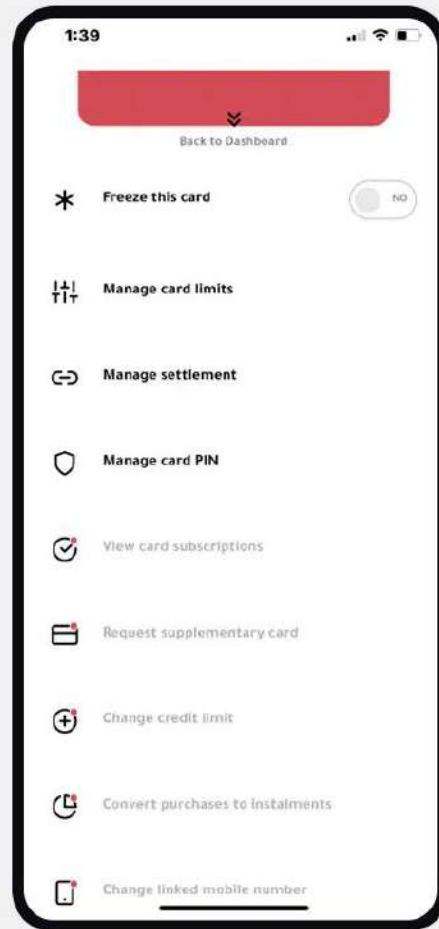 1:39
Back to Dashboard
Freeze this card
NO
Manage card limits
Manage settlement
Manage card PIN
View card subscriptions
Request supplementary card
Change credit limit
Convert purchases to instalments
Change linked mobile number